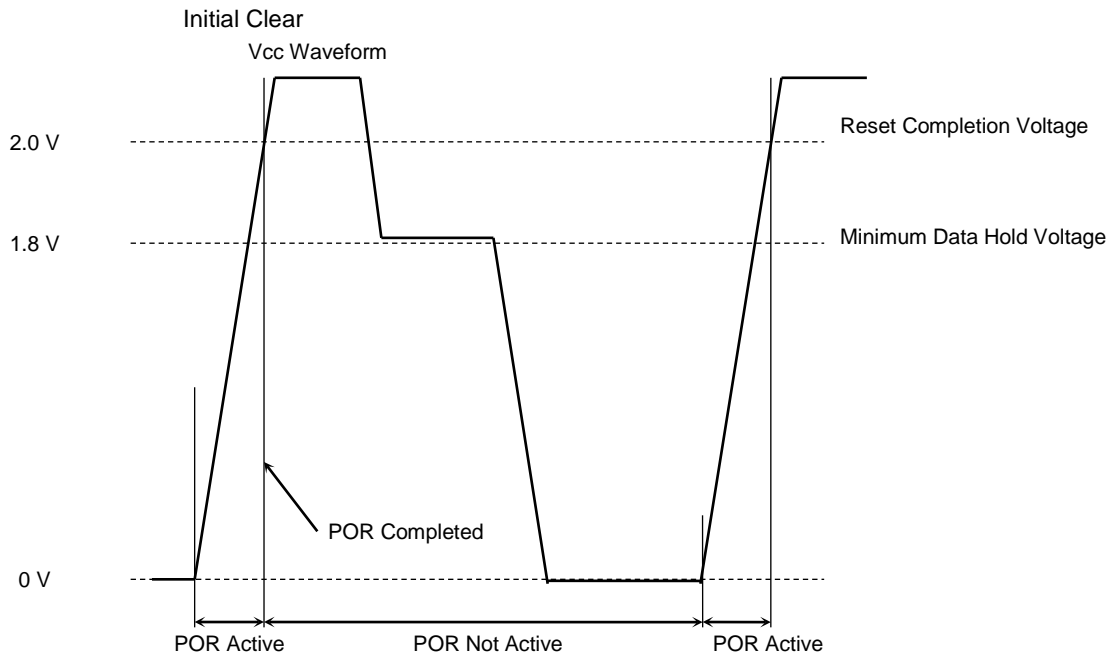 Initial Clear
Vcc Waveform
2.0 V
Reset Completion Voltage
1.8 V
Minimum Data Hold Voltage
POR Completed
0 V
POR Active
POR Not Active
POR Active